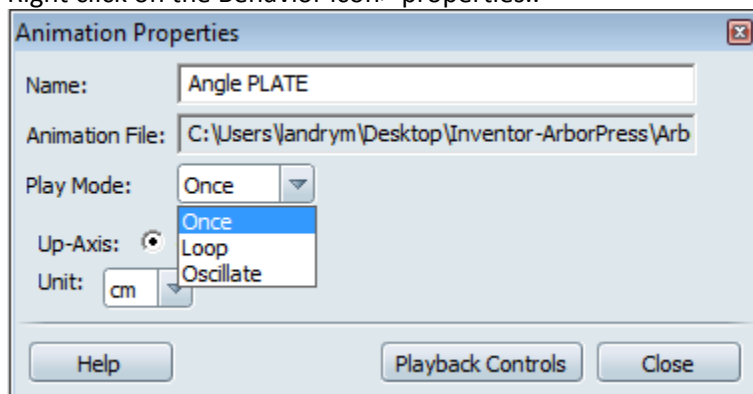 Right click on the Behavior icon> properties..
Animation Properties
Name: Angle PLATE
Animation File: C:\Users\landrym\Desktop\Inventor-ArborPress\Arb
Play Mode: Once
Once
Up-Axis: Loop
Unit: cm Oscillate
Help Playback Controls Close